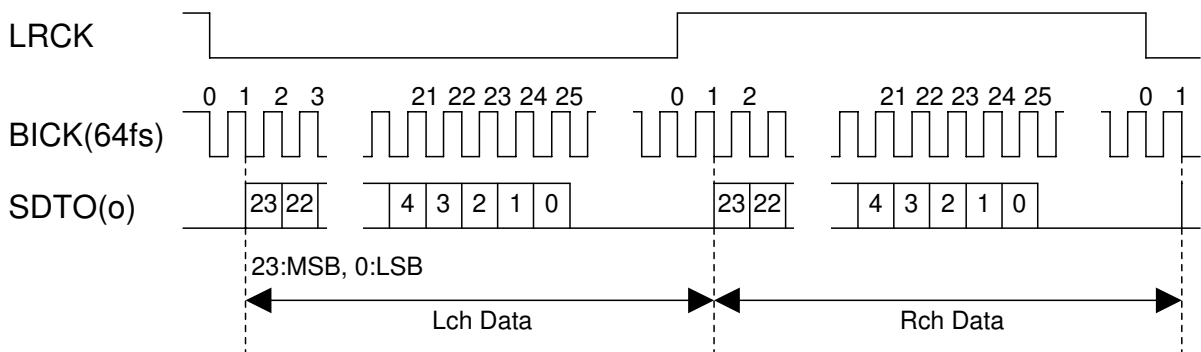 LRCK
0 1 2 3 21 22 23 24 25 0 1 2 21 22 23 24 25 0 1
BICK(64fs)
SDTO(o) 23 22 4 3 2 1 0 23 22 4 3 2 1 0
23:MSB, 0:LSB
Lch Data Rch Data